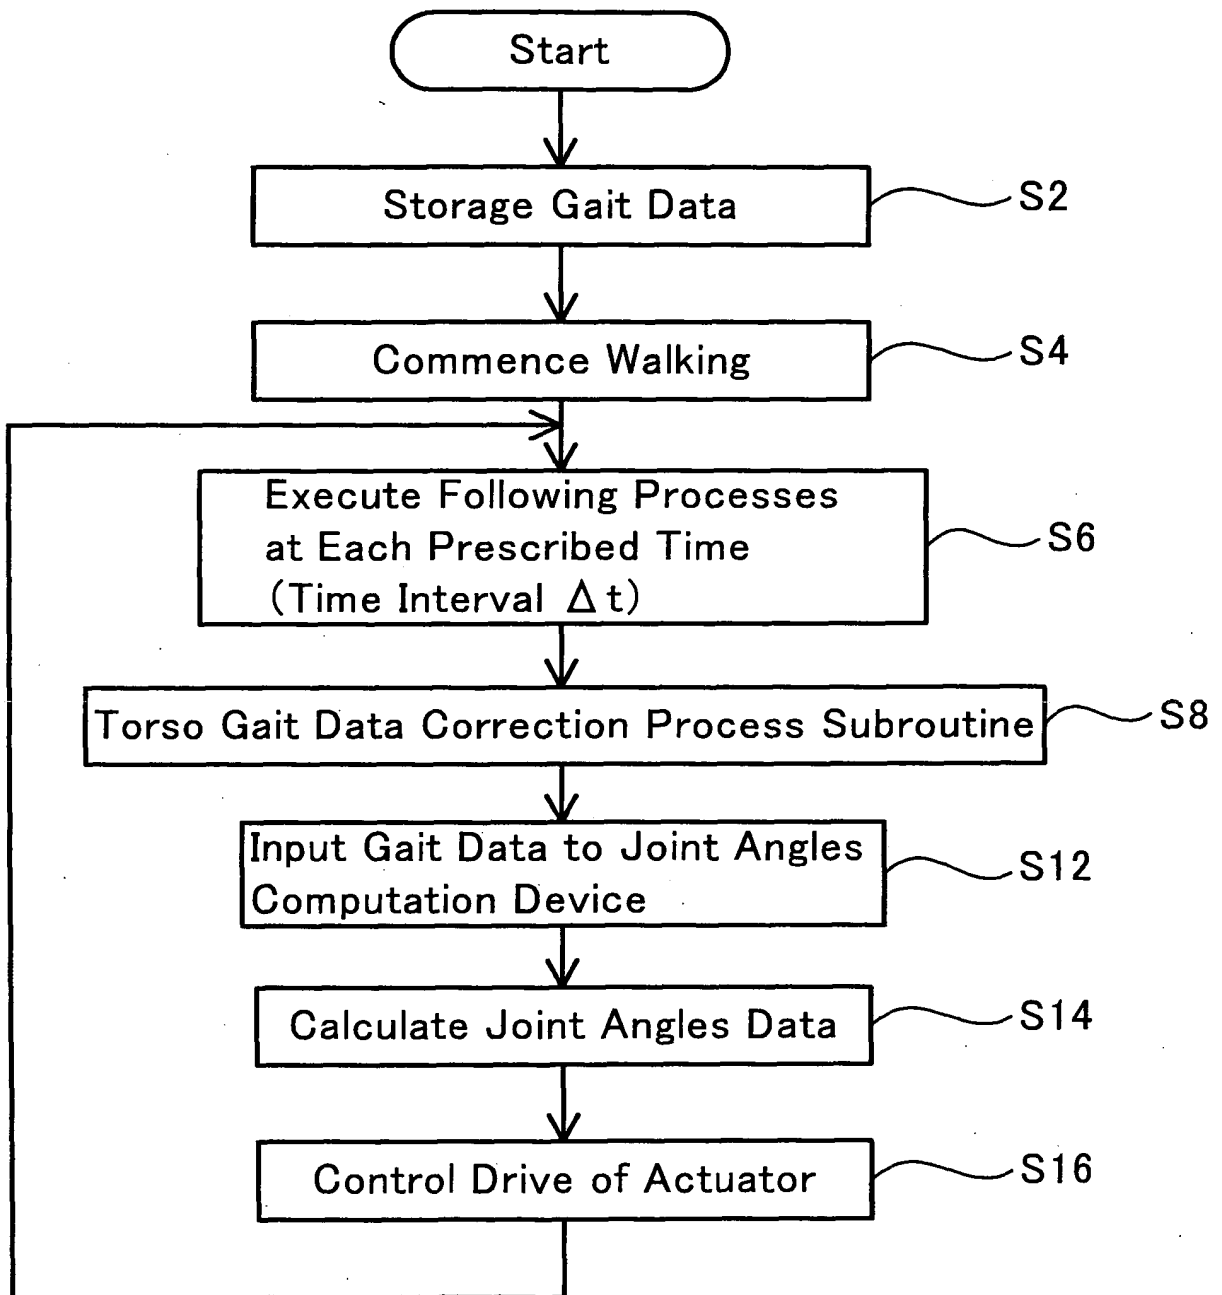 Start
Storage Gait Data
S2
Commence Walking
S4
Execute Following Processes
at Each Prescribed Time
(Time Interval Δt)
S6
Torso Gait Data Correction Process Subroutine
S8
Input Gait Data to Joint Angles
Computation Device
S12
Calculate Joint Angles Data
S14
Control Drive of Actuator
S16